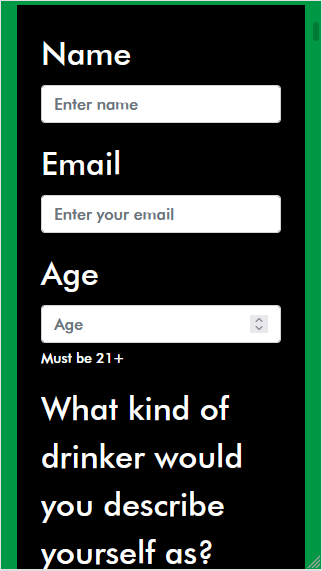 Name
Enter name
Email
Enter your email
Age
Age
Must be 21+
What kind of
drinker would
you describe
yourself as?